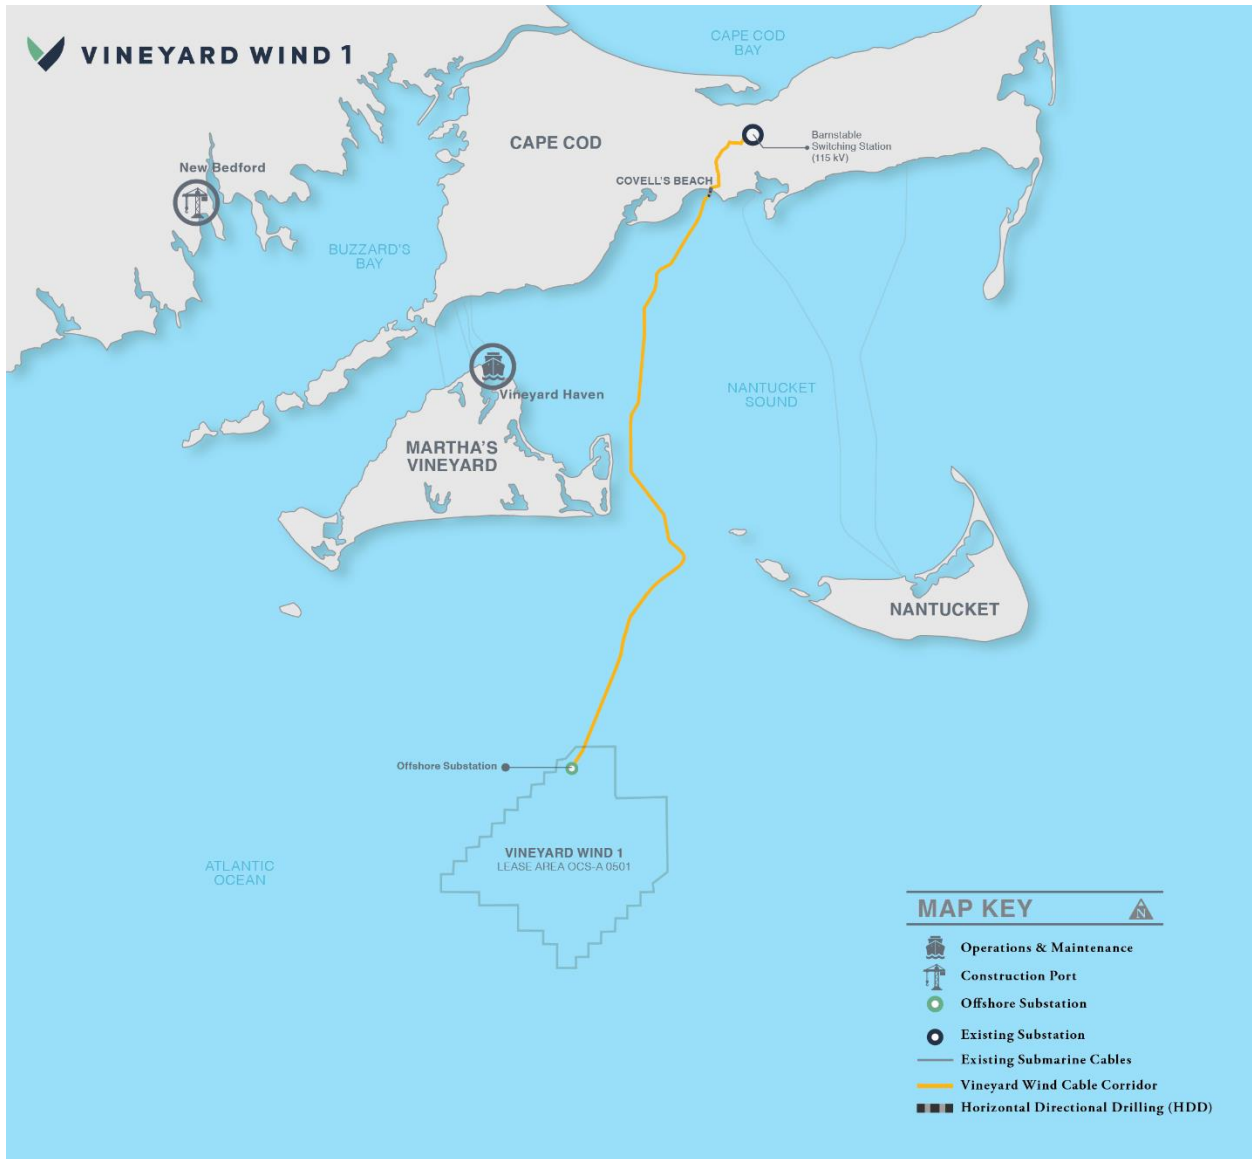 VINEYARD WIND 1
CAPE COD
BAY
Barnstable
Switching Station
(115 kV)
CAPE COD
New Bedford
COVELL'S BEACH
BUZZARD'S
BAY
NANTUCKET
SOUND
Vineyard Haven
MARTHA'S
VINEYARD
NANTUCKET
Offshore Substation
VINEYARD WIND 1
LEASE AREA OCS-A 0501
ATLANTIC
OCEAN
MAP KEY
N
Operations & Maintenance
Construction Port
Offshore Substation
Existing Substation
Existing Submarine Cables
Vineyard Wind Cable Corridor
Horizontal Directional Drilling (HDD)